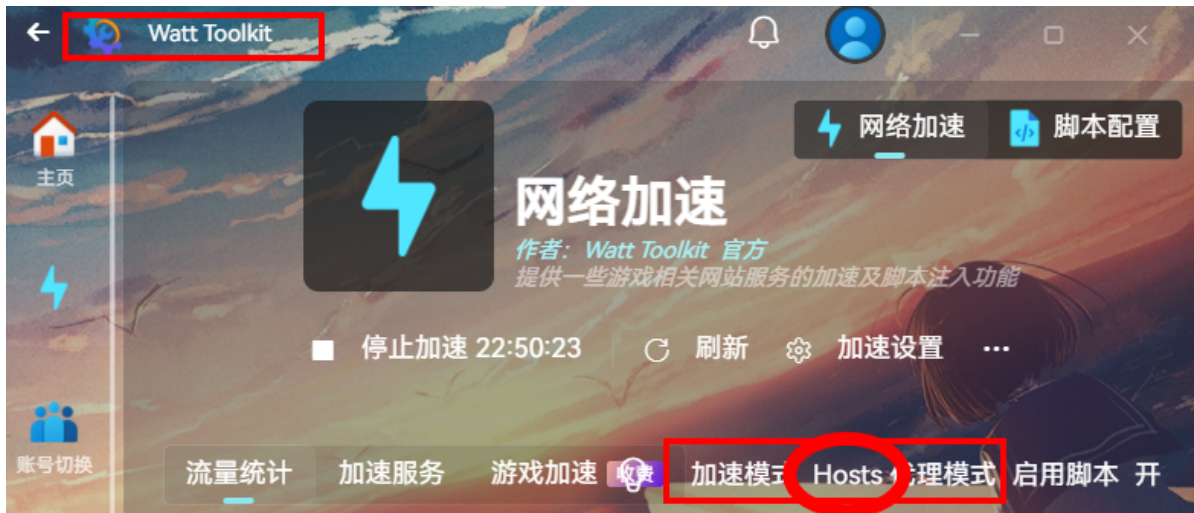 Watt Toolkit
网络加速 脚本配置
主页
网络加速
作者：Watt Toolkit 官方
提供一些游戏相关网站服务的加速及脚本注入功能
停止加速 22:50:23 刷新 加速设置 ...
账号切换
流量统计 加速服务 游戏加速 收费 加速模式 Hosts 代理模式 启用脚本 开